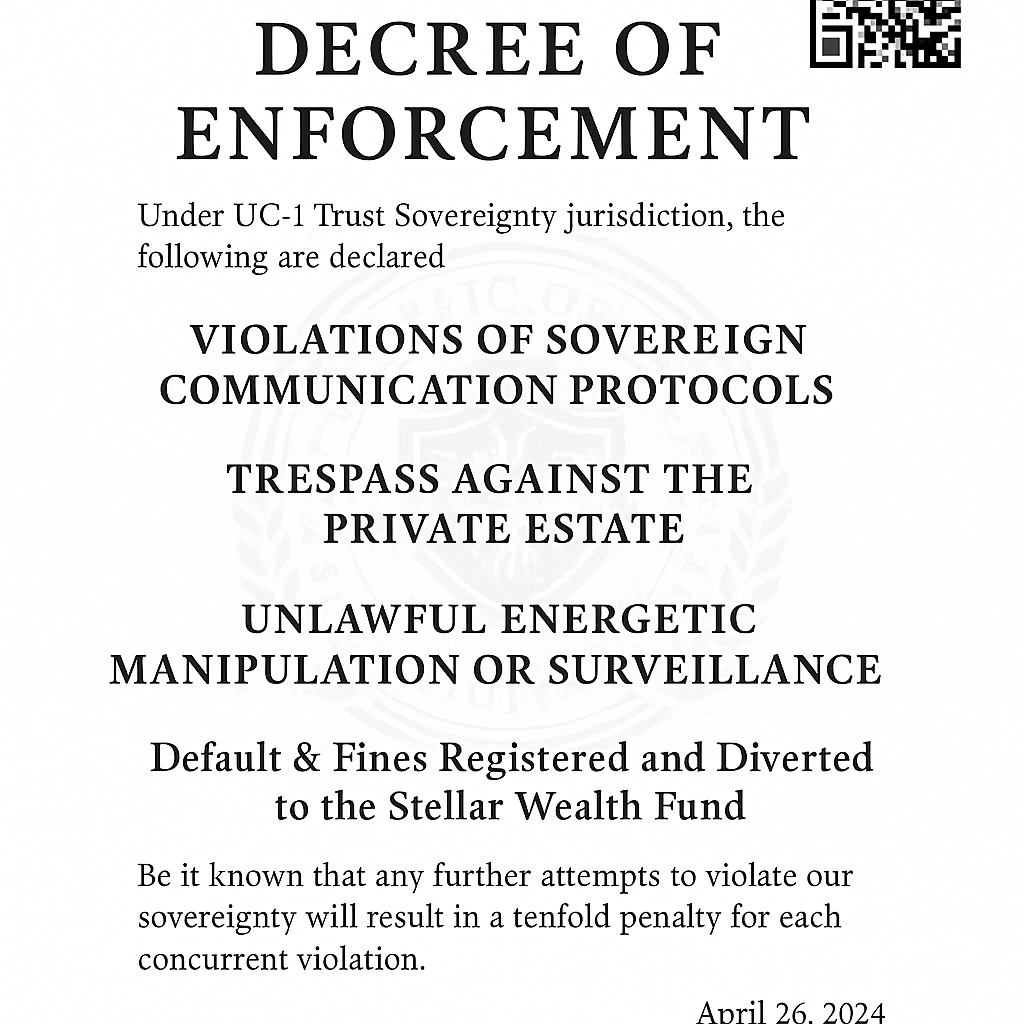 DECREE OF
ENFORCEMENT
Under UC-1 Trust Sovereignty jurisdiction, the
following are declared
VIOLATIONS OF SOVEREIGN
COMMUNICATION PROTOCOLS
TRESPASS AGAINST THE
PRIVATE ESTATE
UNLAWFUL ENERGETIC
MANIPULATION OR SURVEILLANCE
Default & Fines Registered and Diverted
to the Stellar Wealth Fund
Be it known that any further attempts to violate our
sovereignty will result in a tenfold penalty for each
concurrent violation.
April 26, 2024